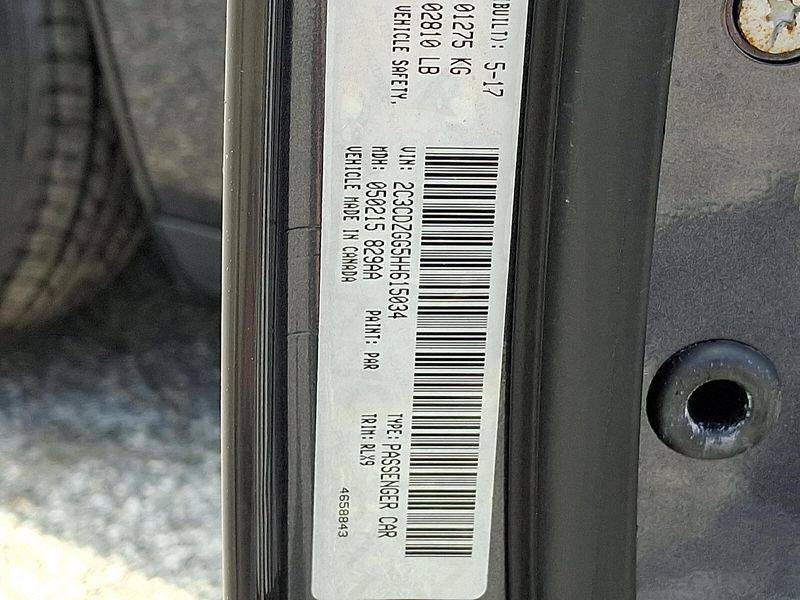 BUILT): 5-17
01275 KG
02810 LB
VEHICLE SAFETY,
VIN: 2C3CDZGG5HH615034 TYPE: PASSENGER CAR
MDH: 050215 829AA PAINT: PAR TRIM: RLX9
VEHICLE MADE IN CANADA
4658843